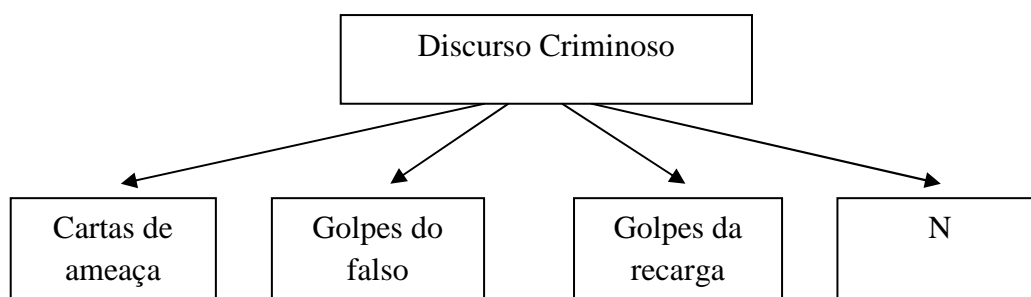 Discurso Criminoso
Cartas de
ameaça
Golpes do
falso
Golpes da
recarga
N